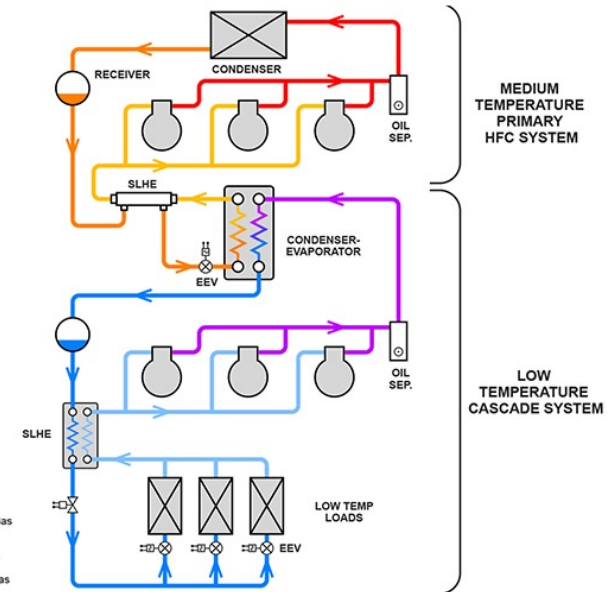 RECEIVER
CONDENSER
OIL
SEP.
MEDIUM
TEMPERATURE
PRIMARY
HFC SYSTEM
SLHE
CONDENSER-
EVAPORATOR
EEV
OIL
SEP.
LOW
TEMPERATURE
CASCADE SYSTEM
SLHE
LOW TEMP
LOADS
EEV